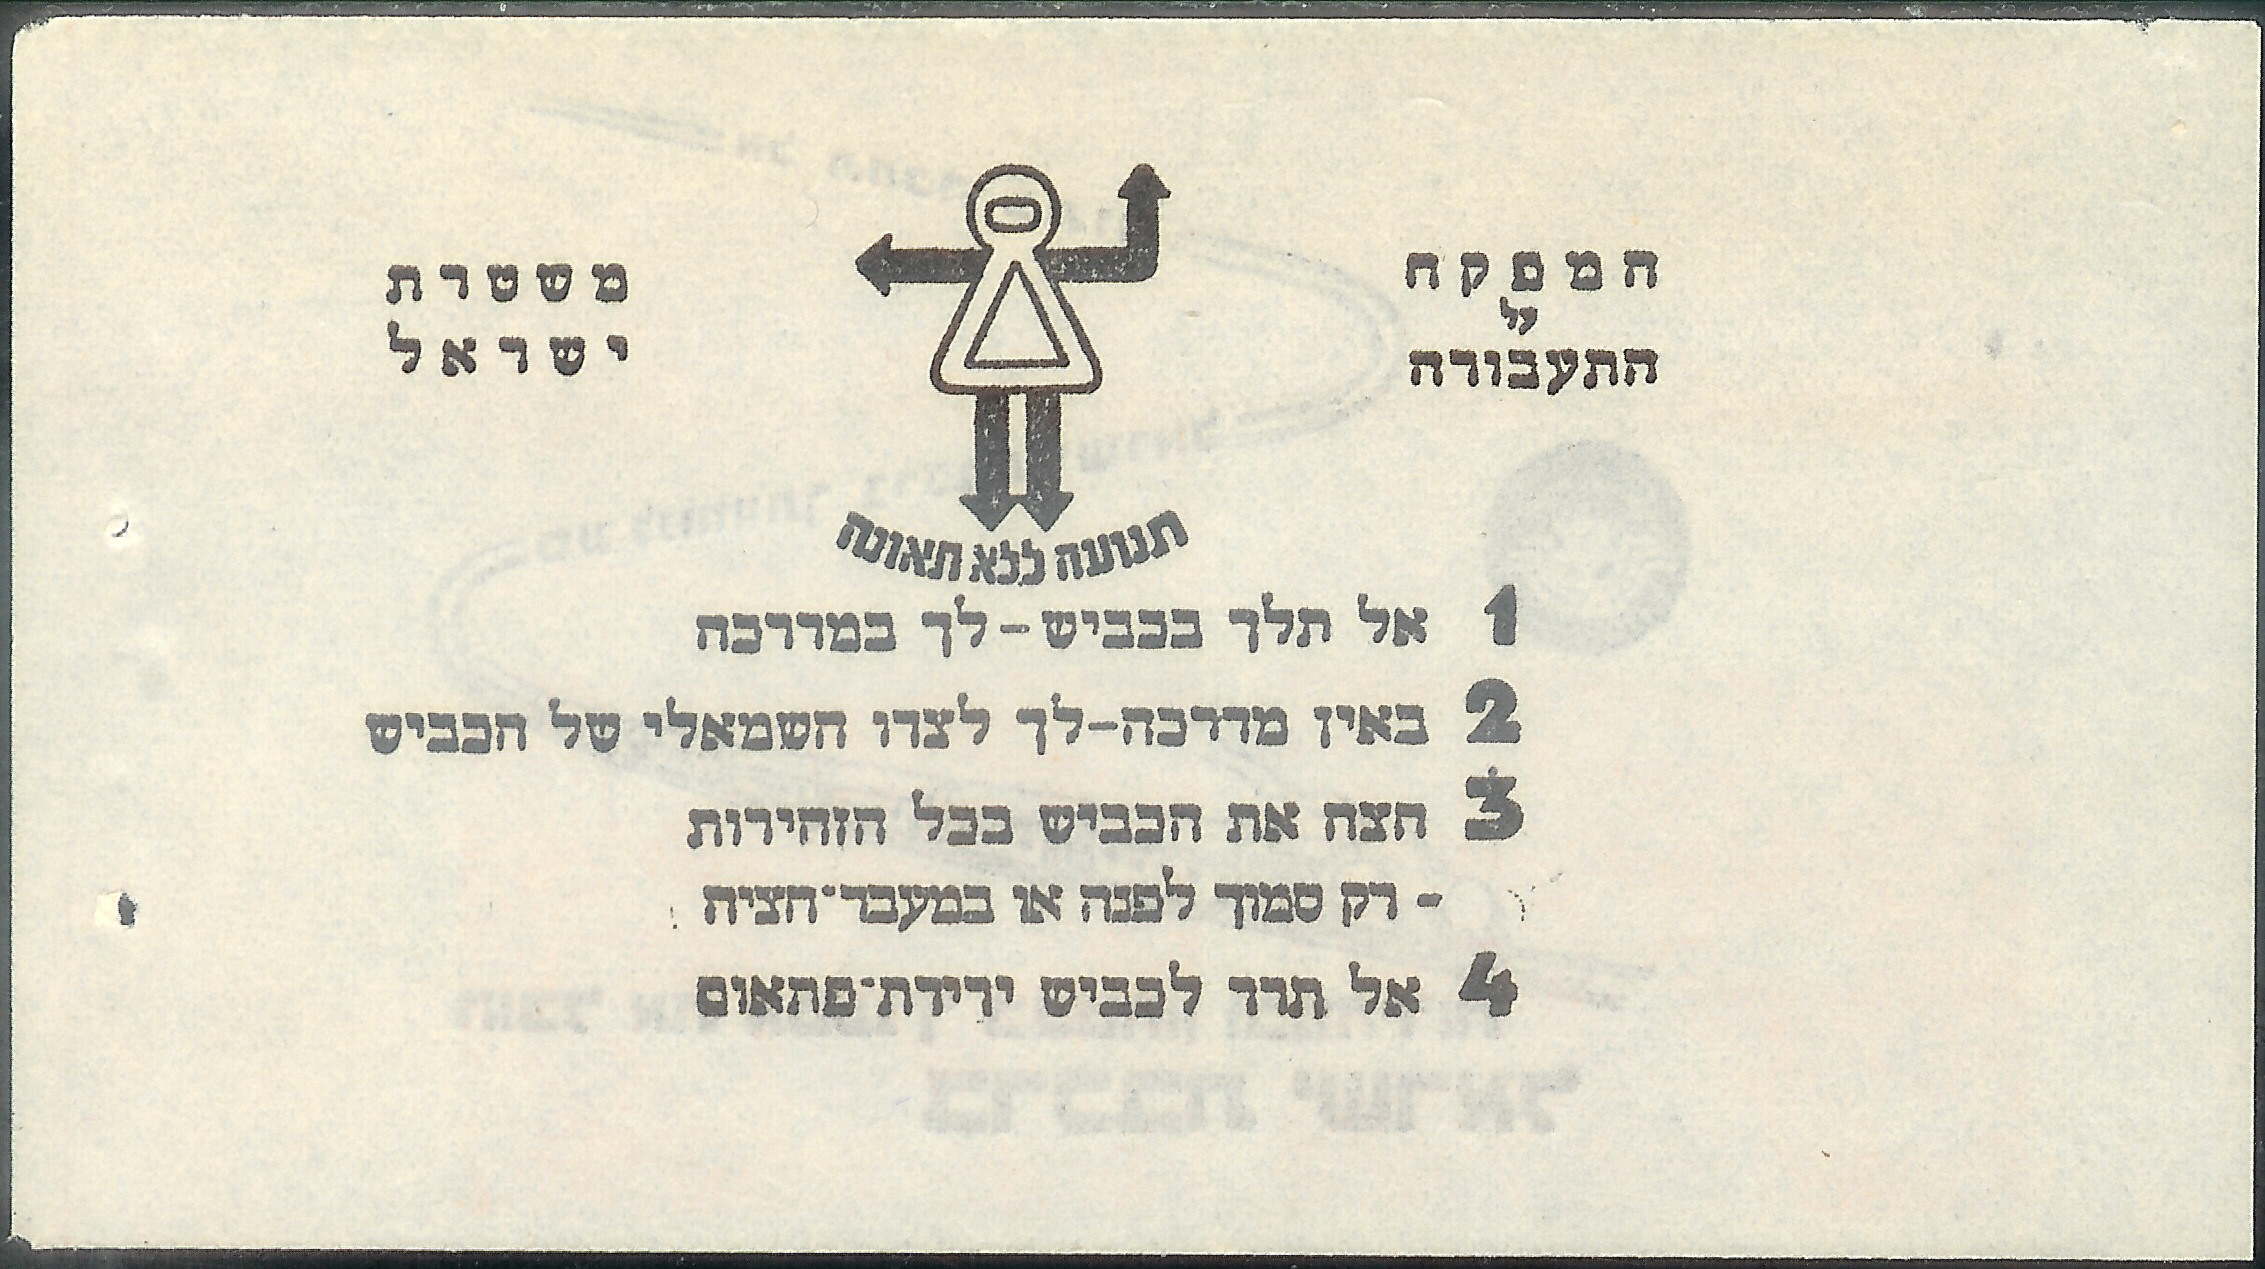 המפקח
על
התעבורה
משטרת
ישראל
תנועה ללא תאונה
1 אל תלך בכביש - לך במדרכה
2 באין מדרכה - לך לצדו השמאלי של הכביש
3 חצה את הכביש בכל הזהירות
- רק סמוך לפנה או במעבר־חציה
4 אל תרד לכביש ירידת־פתאום
ברכבת ישראל